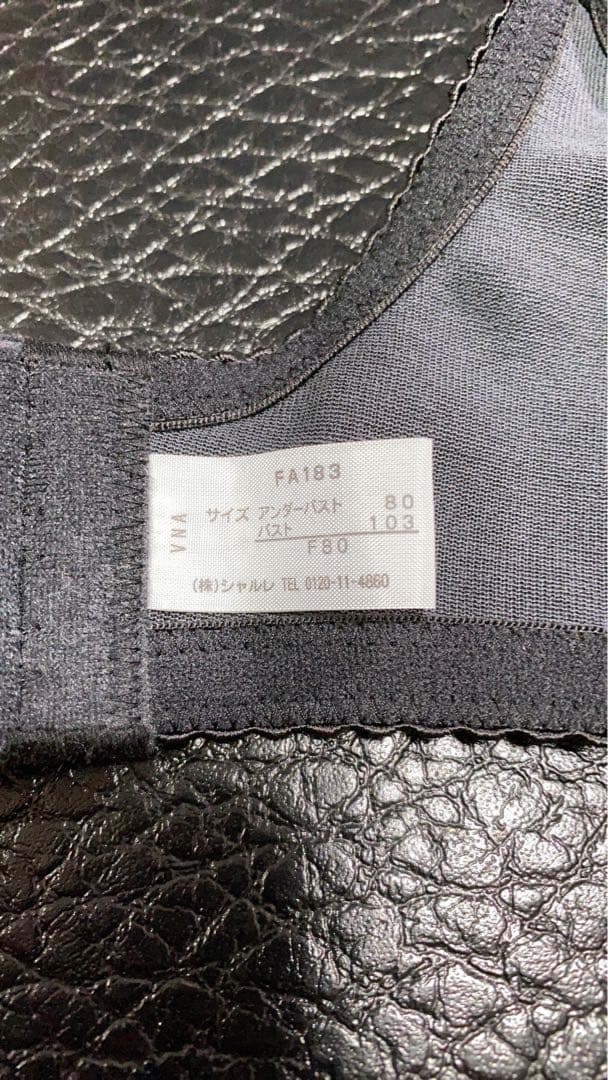 FA183
サイズ アンダーバスト 80
バスト 103
F80
(株)シャルレ TEL 0120-11-4860
VNA